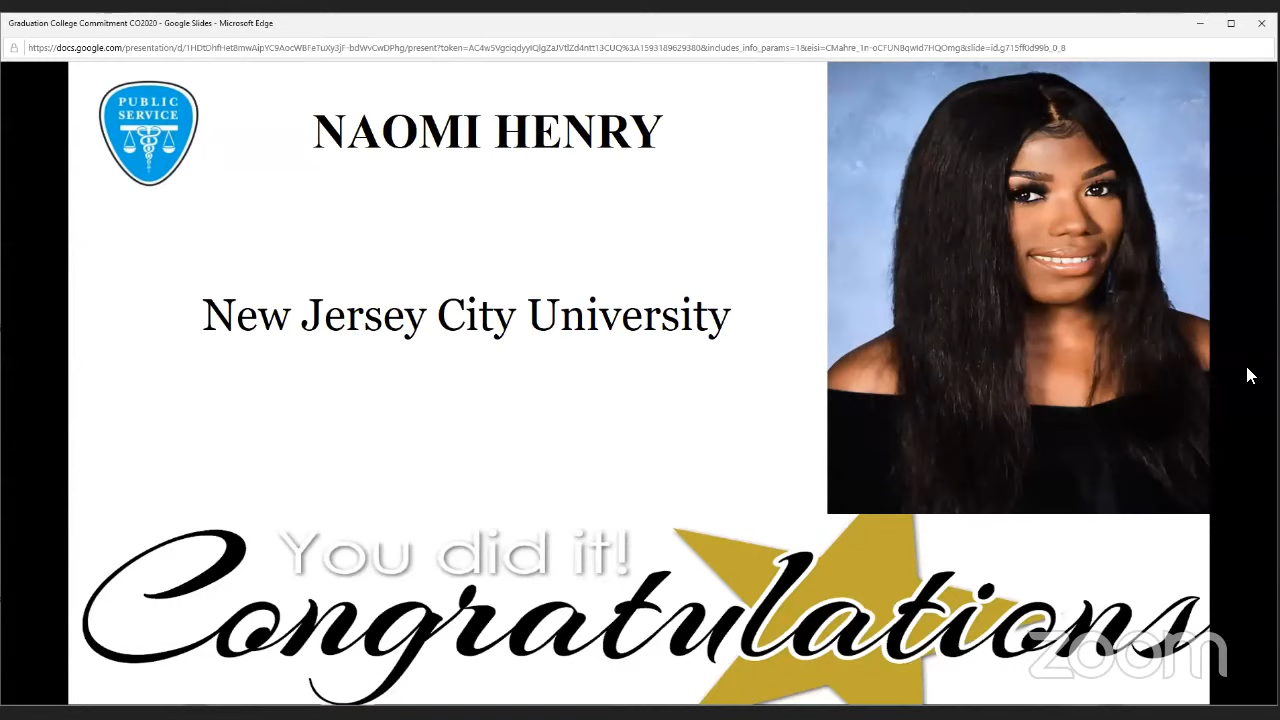 Graduation College Commitment CO2020 - Google Slides - Microsoft Edge
PUBLIC
SERVICE
NAOMI HENRY
New Jersey City University
You did it!
Congratulations
zoom